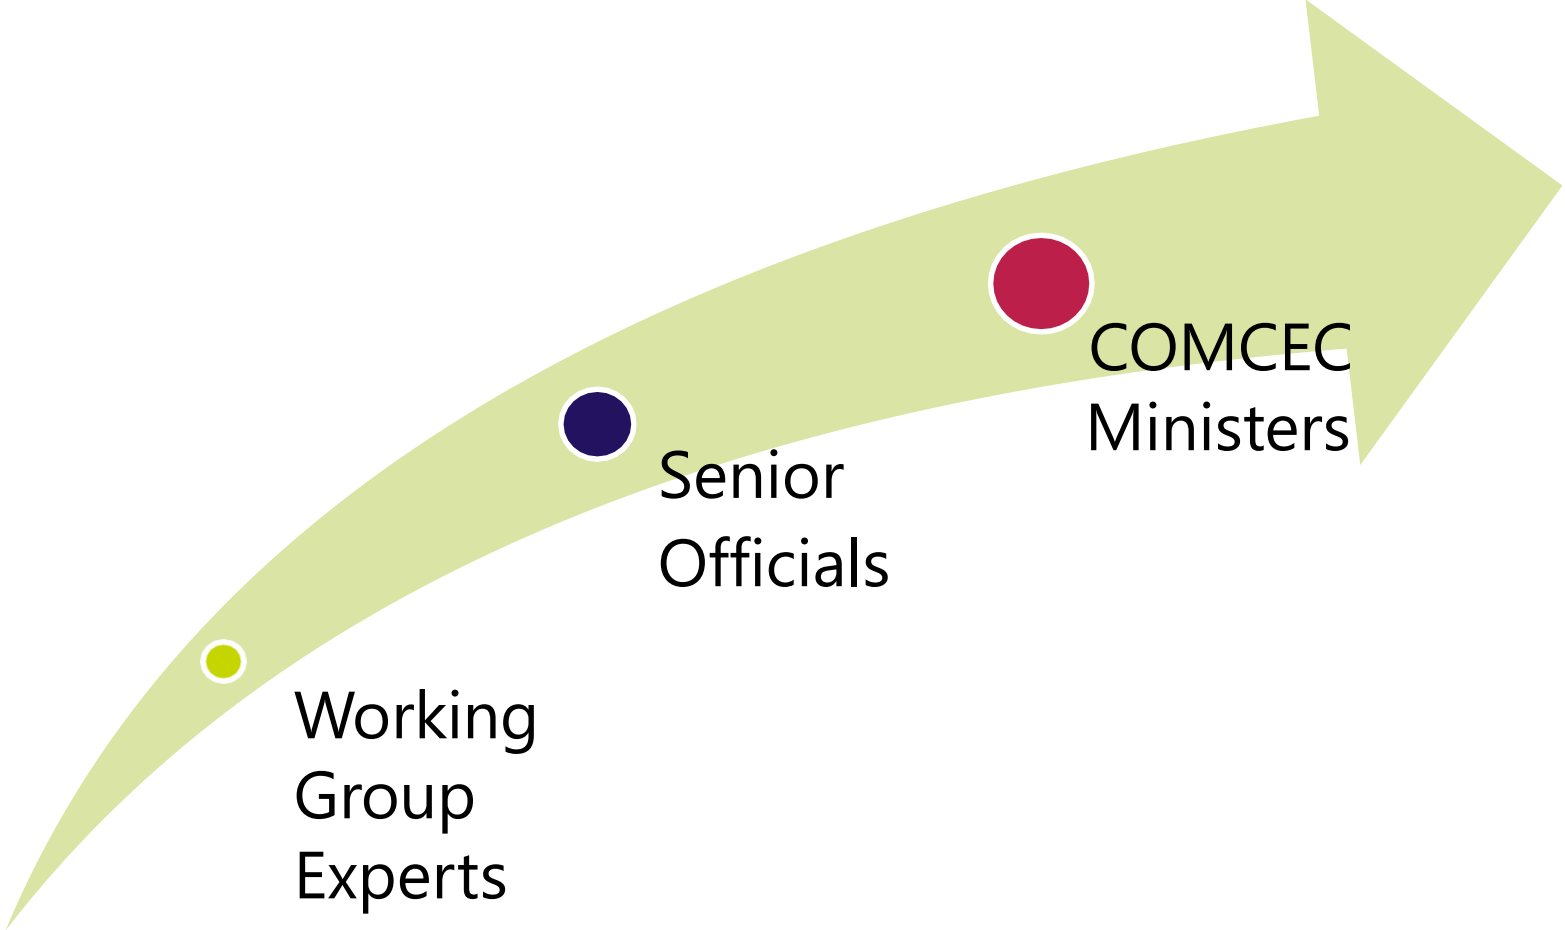 COMCEC
Ministers
Senior
Officials
Working
Group
Experts